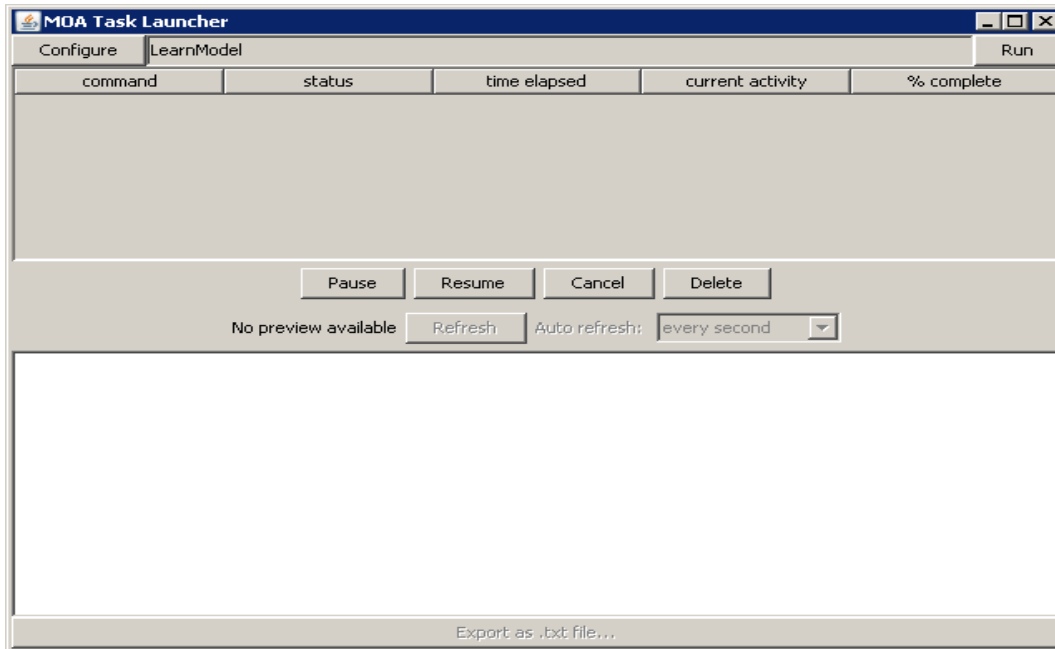 MOA Task Launcher
Configure LearnModel Run
command status time elapsed current activity % complete
Pause Resume Cancel Delete
No preview available Refresh Auto refresh: every second
Export as .txt file...